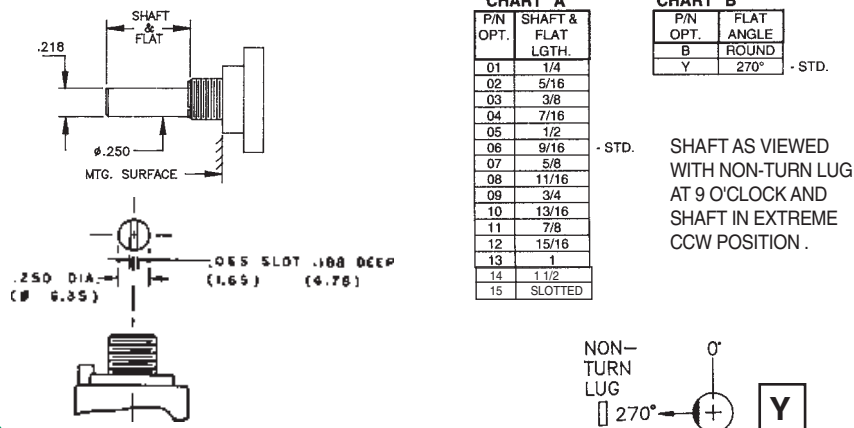 SHAFT
&
FLAT
.218
ø.250
MTG. SURFACE
.250 DIA.
(ø 6.35)
.065 SLOT .188 DEEP
(1.65) (4.78)
CHART A
P/N OPT. SHAFT & FLAT LGTH.
01 1/4
02 5/16
03 3/8
04 7/16
05 1/2
06 9/16 - STD.
07 5/8
08 11/16
09 3/4
10 13/16
11 7/8
12 15/16
13 1
14 1 1/2
15 SLOTTED
CHART B
P/N OPT. FLAT ANGLE
B ROUND
Y 270° - STD.
SHAFT AS VIEWED
WITH NON-TURN LUG
AT 9 O'CLOCK AND
SHAFT IN EXTREME
CCW POSITION .
NON-
TURN
LUG
0°
270°
Y